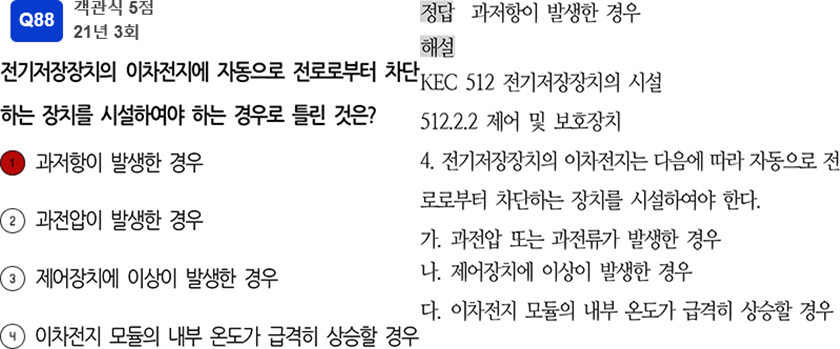 Q88
객관식 5점
21년 3회
전기저장장치의 이차전지에 자동으로 전로로부터 차단
하는 장치를 시설하여야 하는 경우로 틀린 것은?
1 과저항이 발생한 경우
2 과전압이 발생한 경우
3 제어장치에 이상이 발생한 경우
4 이차전지 모듈의 내부 온도가 급격히 상승할 경우
정답 과저항이 발생한 경우
해설
KEC 512 전기저장장치의 시설
512.2.2 제어 및 보호장치
4. 전기저장장치의 이차전지는 다음에 따라 자동으로 전
로로부터 차단하는 장치를 시설하여야 한다.
가. 과전압 또는 과전류가 발생한 경우
나. 제어장치에 이상이 발생한 경우
다. 이차전지 모듈의 내부 온도가 급격히 상승할 경우